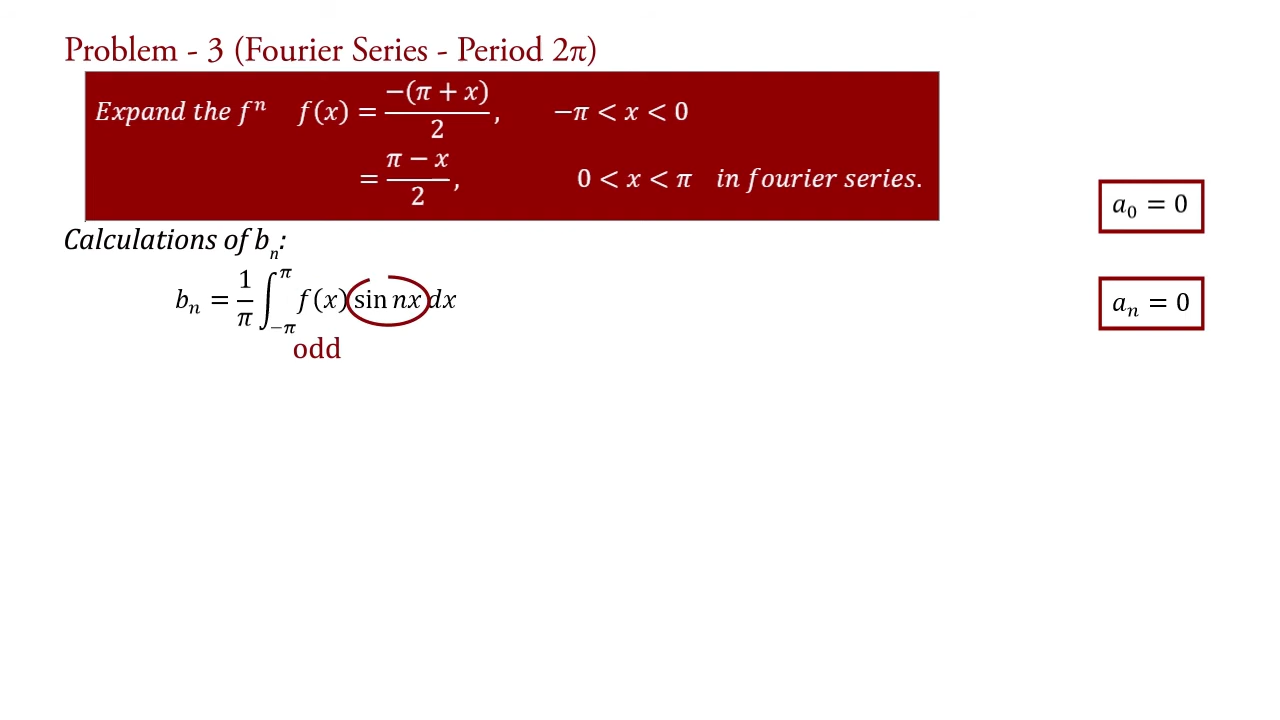 Problem - 3 (Fourier Series - Period 2π)
Expand the fⁿ f(x) = −(π + x)/2, −π < x < 0
= π − x/2, 0 < x < π in fourier series.
a₀ = 0
Calculations of bₙ:
bₙ = 1/π ∫_{−π}^{π} f(x) sin nx dx
aₙ = 0
odd